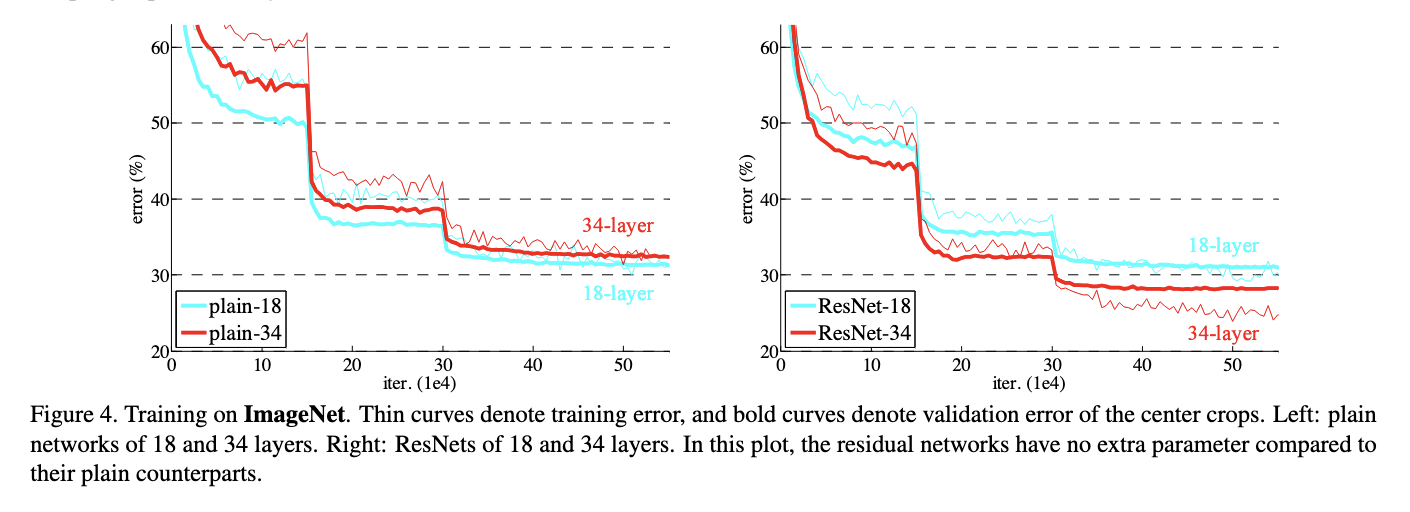 60
50
40
30
20
error (%)
0
10
20
30
40
50
iter. (1e4)
34-layer
18-layer
plain-18
plain-34
60
50
40
30
20
error (%)
0
10
20
30
40
50
iter. (1e4)
18-layer
34-layer
ResNet-18
ResNet-34
Figure 4. Training on ImageNet. Thin curves denote training error, and bold curves denote validation error of the center crops. Left: plain
networks of 18 and 34 layers. Right: ResNets of 18 and 34 layers. In this plot, the residual networks have no extra parameter compared to
their plain counterparts.